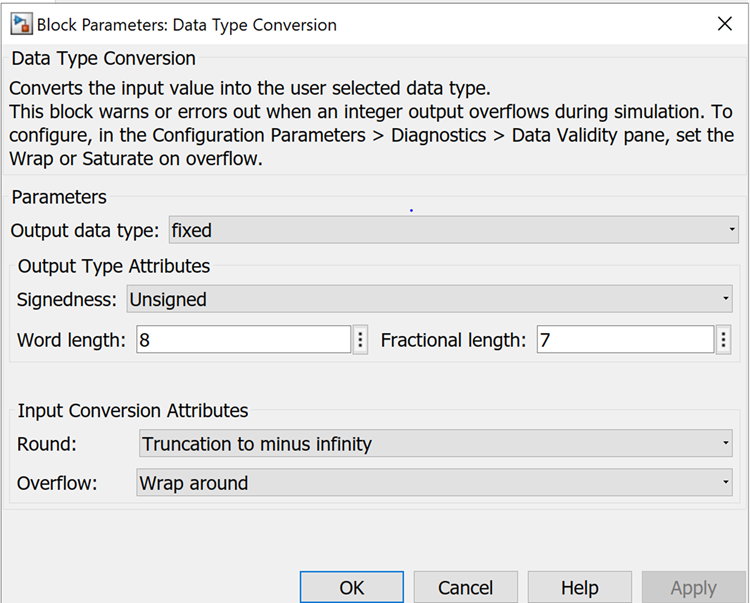 Block Parameters: Data Type Conversion
Data Type Conversion
Converts the input value into the user selected data type.
This block warns or errors out when an integer output overflows during simulation. To
configure, in the Configuration Parameters > Diagnostics > Data Validity pane, set the
Wrap or Saturate on overflow.
Parameters
Output data type: fixed
Output Type Attributes
Signedness: Unsigned
Word length: 8 Fractional length: 7
Input Conversion Attributes
Round: Truncation to minus infinity
Overflow: Wrap around
OK Cancel Help Apply